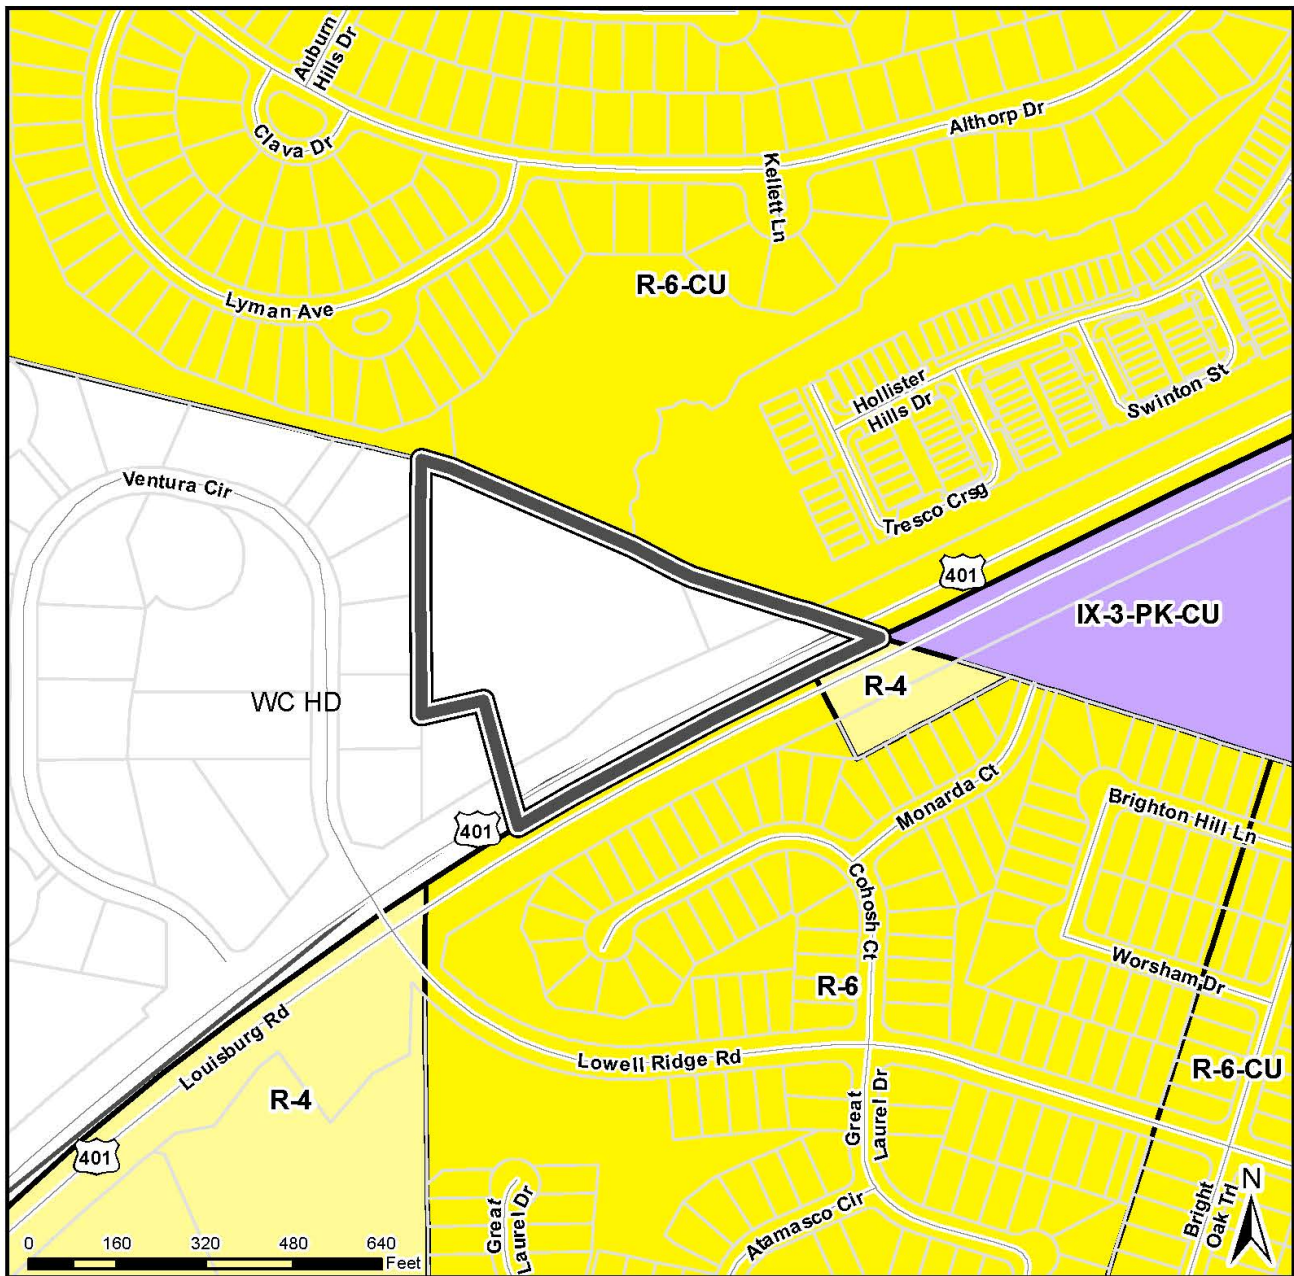 Auburn
Hills Dr
Clava Dr
Althorp Dr
Kellett Ln
R-6-CU
Lyman Ave
Hollister
Hills Dr
Swinton St
Ventura Cir
Tresco Crsg
401
IX-3-PK-CU
R-4
WC HD
Monarda Ct
Brighton Hill Ln
401
Cohosh Ct
Worsham Dr
R-6
Louisburg Rd
Lowell Ridge Rd
R-6-CU
R-4
Great
Laurel Dr
401
Great
Laurel Dr
Atamasco Cir
Bright
Oak Trl
N
0 160 320 480 640
Feet